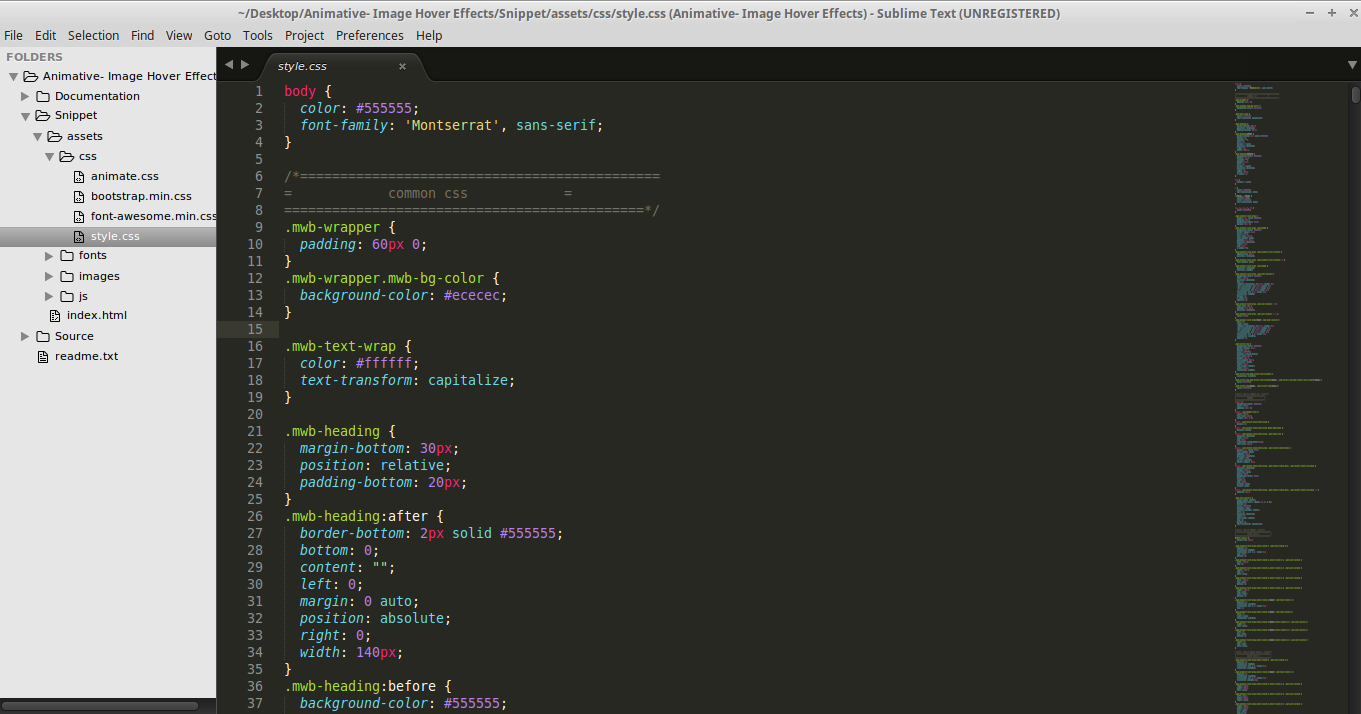 ~/Desktop/Animative- Image Hover Effects/Snippet/assets/css/style.css (Animative- Image Hover Effects) - Sublime Text (UNREGISTERED)
File Edit Selection Find View Goto Tools Project Preferences Help
FOLDERS
Animative- Image Hover Effect
Documentation
Snippet
assets
css
animate.css
bootstrap.min.css
font-awesome.min.css
style.css
fonts
images
js
index.html
Source
readme.txt
style.css
1 body {
2 color: #555555;
3 font-family: 'Montserrat', sans-serif;
4 }
5
6 /*=============================================
7 = common css =
8 =============================================*/
9 .mwb-wrapper {
10 padding: 60px 0;
11 }
12 .mwb-wrapper.mwb-bg-color {
13 background-color: #ececec;
14 }
15
16 .mwb-text-wrap {
17 color: #ffffff;
18 text-transform: capitalize;
19 }
20
21 .mwb-heading {
22 margin-bottom: 30px;
23 position: relative;
24 padding-bottom: 20px;
25 }
26 .mwb-heading:after {
27 border-bottom: 2px solid #555555;
28 bottom: 0;
29 content: "";
30 left: 0;
31 margin: 0 auto;
32 position: absolute;
33 right: 0;
34 width: 140px;
35 }
36 .mwb-heading:before {
37 background-color: #555555;